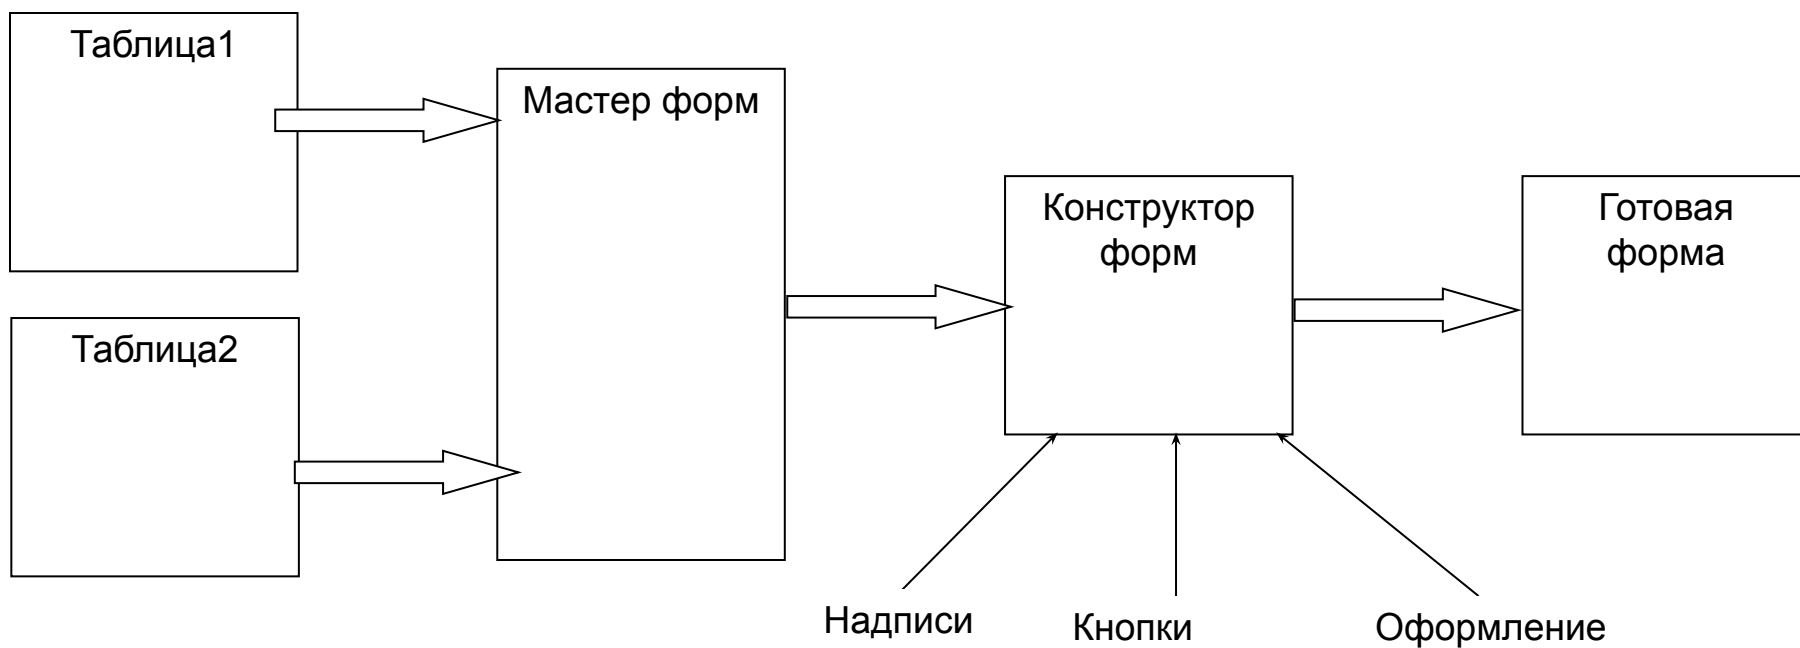 Таблица1
Мастер форм
Конструктор
форм
Готовая
форма
Таблица2
Надписи
Кнопки
Оформление